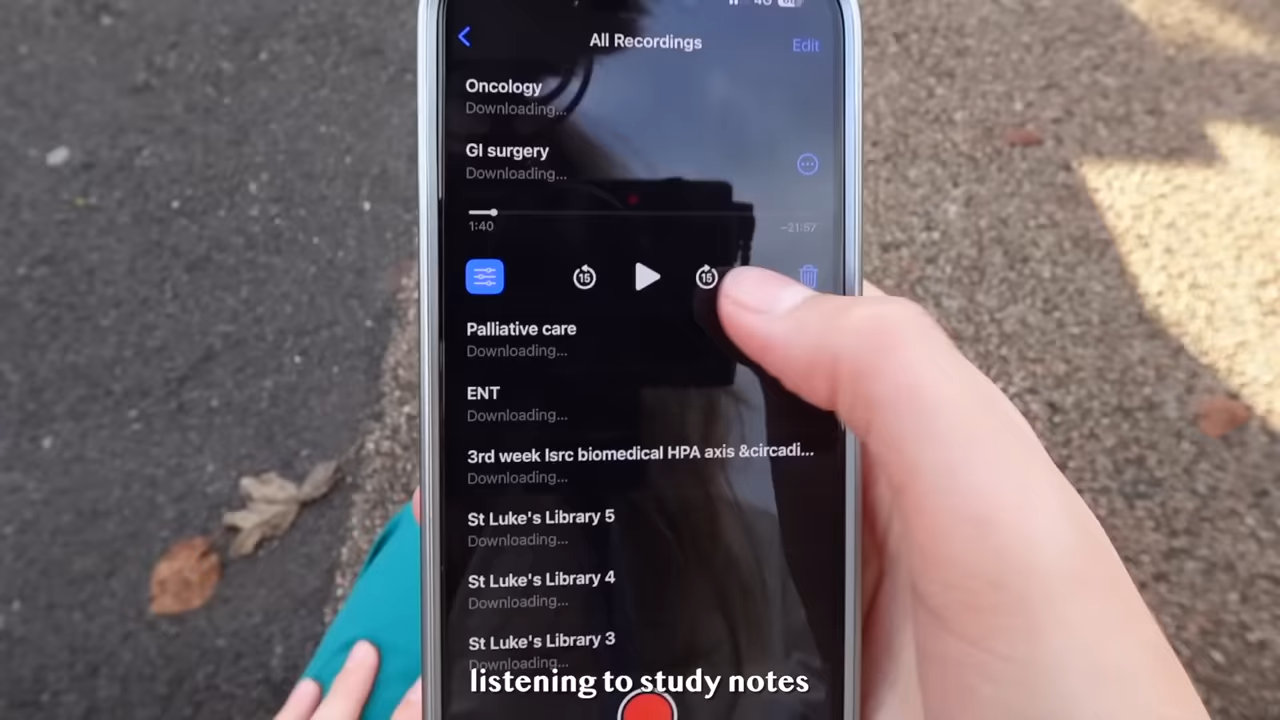 4G
All Recordings
Edit
Oncology
Downloading...
GI surgery
Downloading...
1:40
-21:57
15
15
Palliative care
Downloading...
ENT
Downloading...
3rd week lsrc biomedical HPA axis &circadi...
Downloading...
St Luke's Library 5
Downloading...
St Luke's Library 4
Downloading...
St Luke's Library 3
Downloading...
listening to study notes